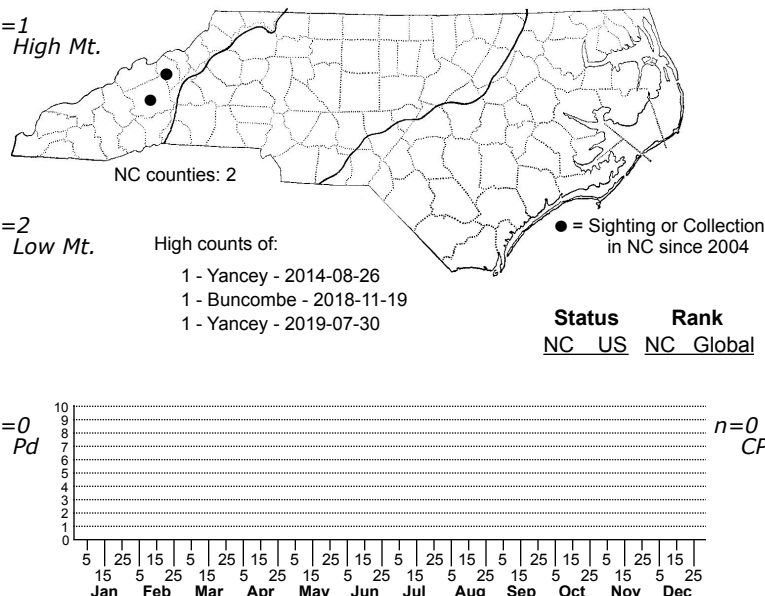 =1
High Mt.
NC counties: 2
=2
Low Mt.
High counts of:
1 - Yancey - 2014-08-26
1 - Buncombe - 2018-11-19
1 - Yancey - 2019-07-30
● = Sighting or Collection
in NC since 2004
Status Rank
NC US NC Global
=0
Pd
n=0
CP
10
9
8
7
6
5
4
3
2
1
0
5 25 15 5 25 15 5 25 15 5 25 15 5 25 15 5 25 15
15 5 25 15 5 25 15 5 25 15 5 25 15 5 25 15 5 25
Jan Feb Mar Apr May Jun Jul Aug Sep Oct Nov Dec